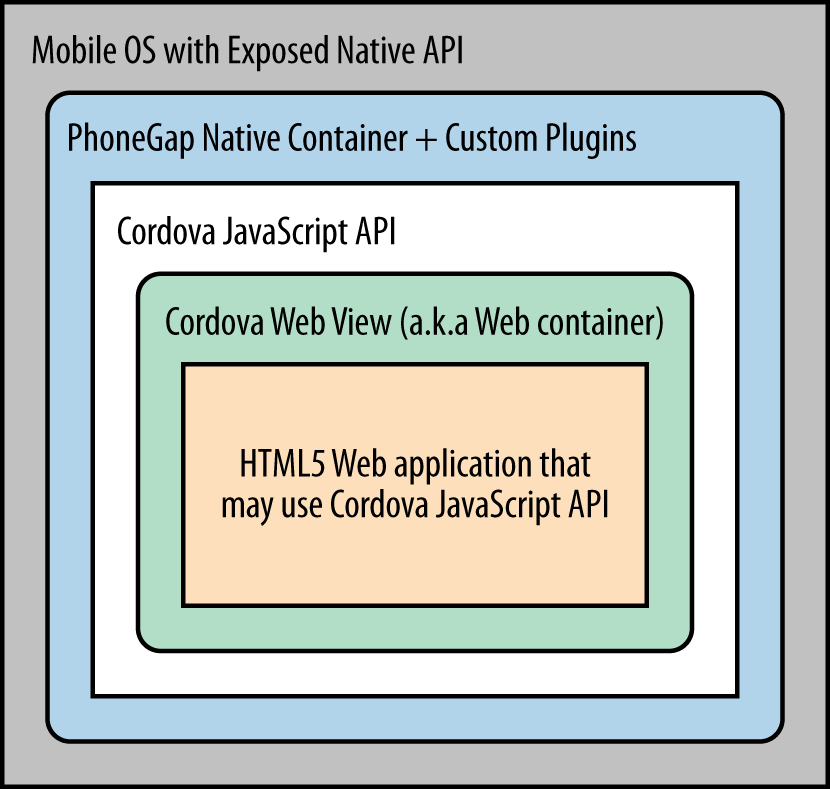 Mobile OS with Exposed Native API
PhoneGap Native Container + Custom Plugins
Cordova JavaScript API
Cordova Web View (a.k.a Web container)
HTML5 Web application that
may use Cordova JavaScript API